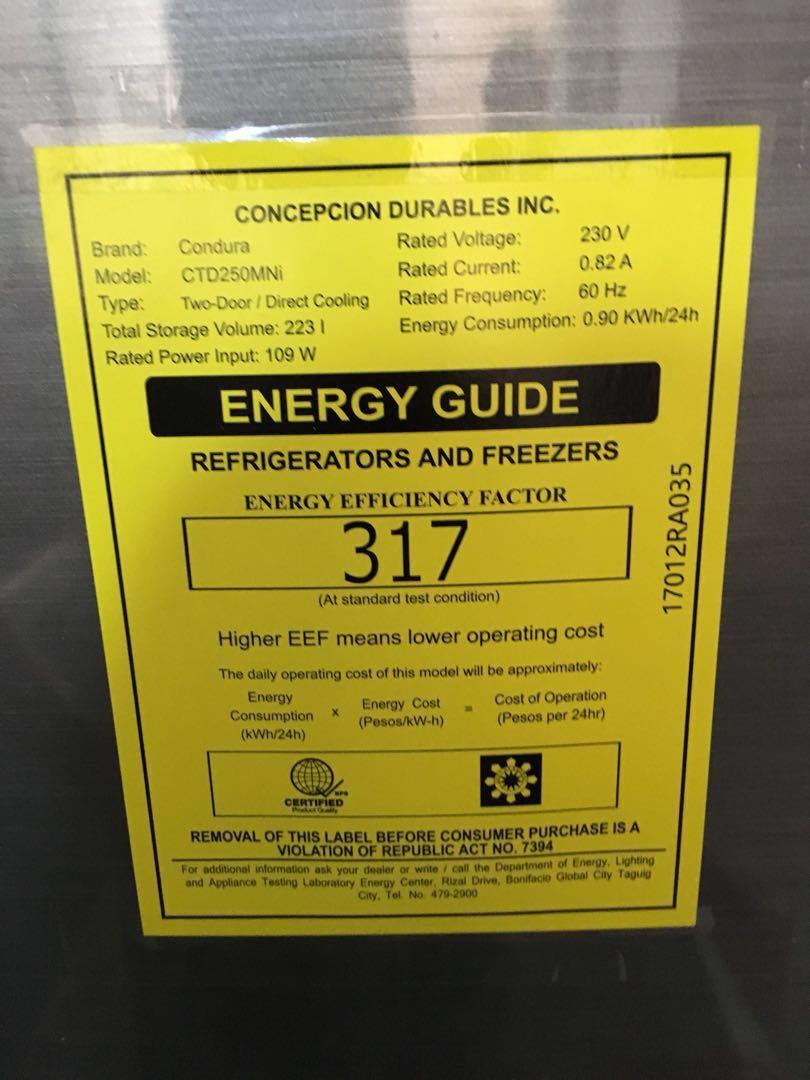 CONCEPCION DURABLES INC.
Brand: Condura
Model: CTD250MNi
Type: Two-Door / Direct Cooling
Total Storage Volume: 223 l
Rated Power Input: 109 W
Rated Voltage: 230 V
Rated Current: 0.82 A
Rated Frequency: 60 Hz
Energy Consumption: 0.90 KWh/24h
ENERGY GUIDE
REFRIGERATORS AND FREEZERS
ENERGY EFFICIENCY FACTOR
317
(At standard test condition)
17012RA035
Higher EEF means lower operating cost
The daily operating cost of this model will be approximately:
Energy Consumption (kWh/24h) x Energy Cost (Pesos/kW-h) = Cost of Operation (Pesos per 24hr)
BPS
CERTIFIED
Product Quality
REMOVAL OF THIS LABEL BEFORE CONSUMER PURCHASE IS A
VIOLATION OF REPUBLIC ACT NO. 7394
For additional information ask your dealer or write / call the Department of Energy, Lighting
and Appliance Testing Laboratory Energy Center, Rizal Drive, Bonifacio Global City Taguig
City, Tel. No. 479-2900